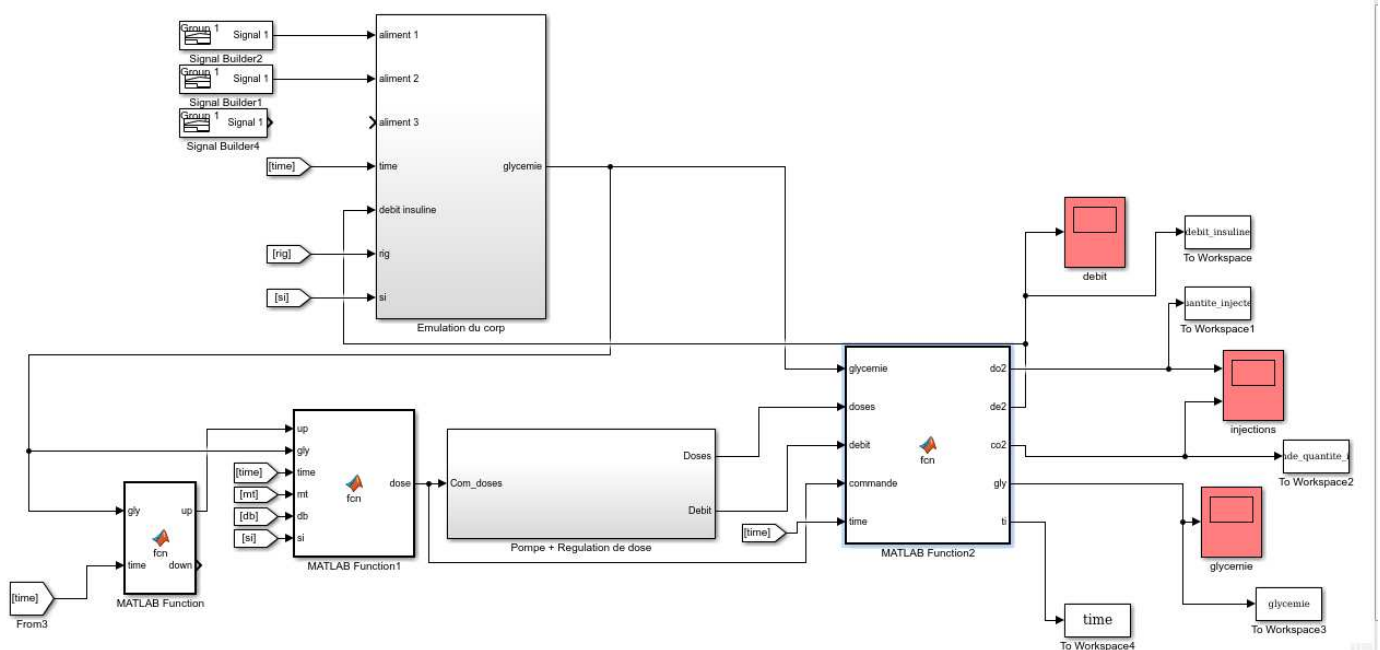 Group 1
Signal 1
Signal Builder2
Group 1
Signal 1
Signal Builder1
Group 1
Signal 1
Signal Builder4
[time]
[rig]
[si]
aliment 1
aliment 2
aliment 3
time
debit insuline
rig
si
glycemie
Emulation du corp
debit
debit_insuline
To Workspace
uantite_injecte
To Workspace1
injections
nde_quantite_i
To Workspace2
glycemie
doses
debit
commande
time
do2
de2
co2
gly
ti
fcn
MATLAB Function2
[time]
up
gly
time
mt
db
si
fcn
dose
MATLAB Function1
[time]
[mt]
[db]
[si]
Com_doses
Doses
Debit
Pompe + Regulation de dose
gly
time
up
down
fcn
MATLAB Function
[time]
From3
glycemie
glycemie
To Workspace3
time
To Workspace4